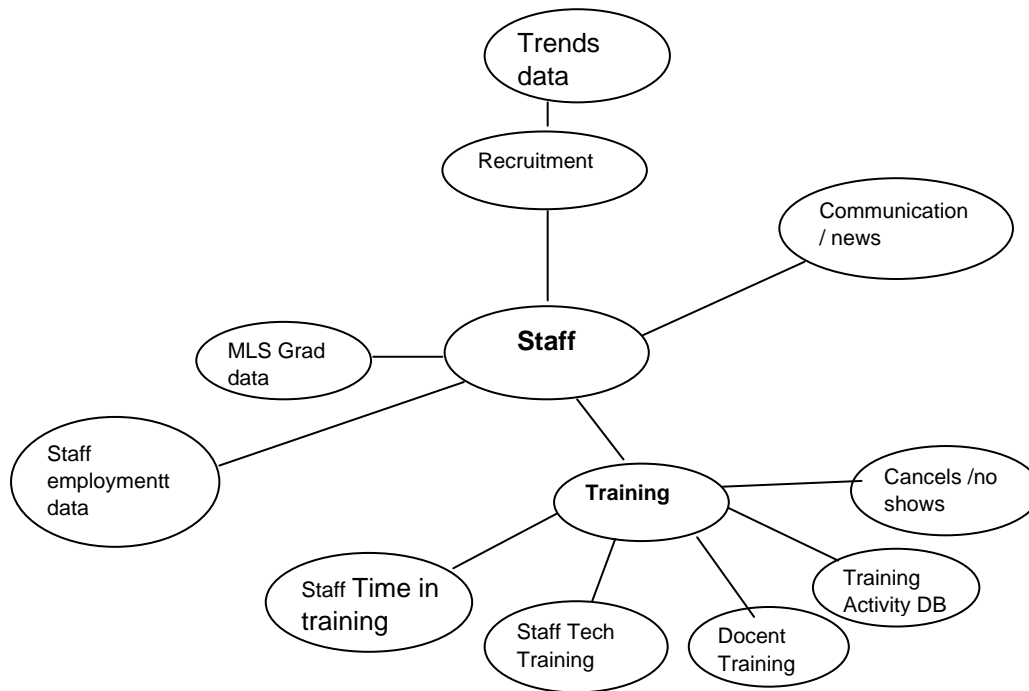 Trends
data
Recruitment
Communication
/ news
Staff
MLS Grad
data
Staff
employmentt
data
Training
Cancels /no
shows
Staff Time in
training
Training
Activity DB
Staff Tech
Training
Docent
Training